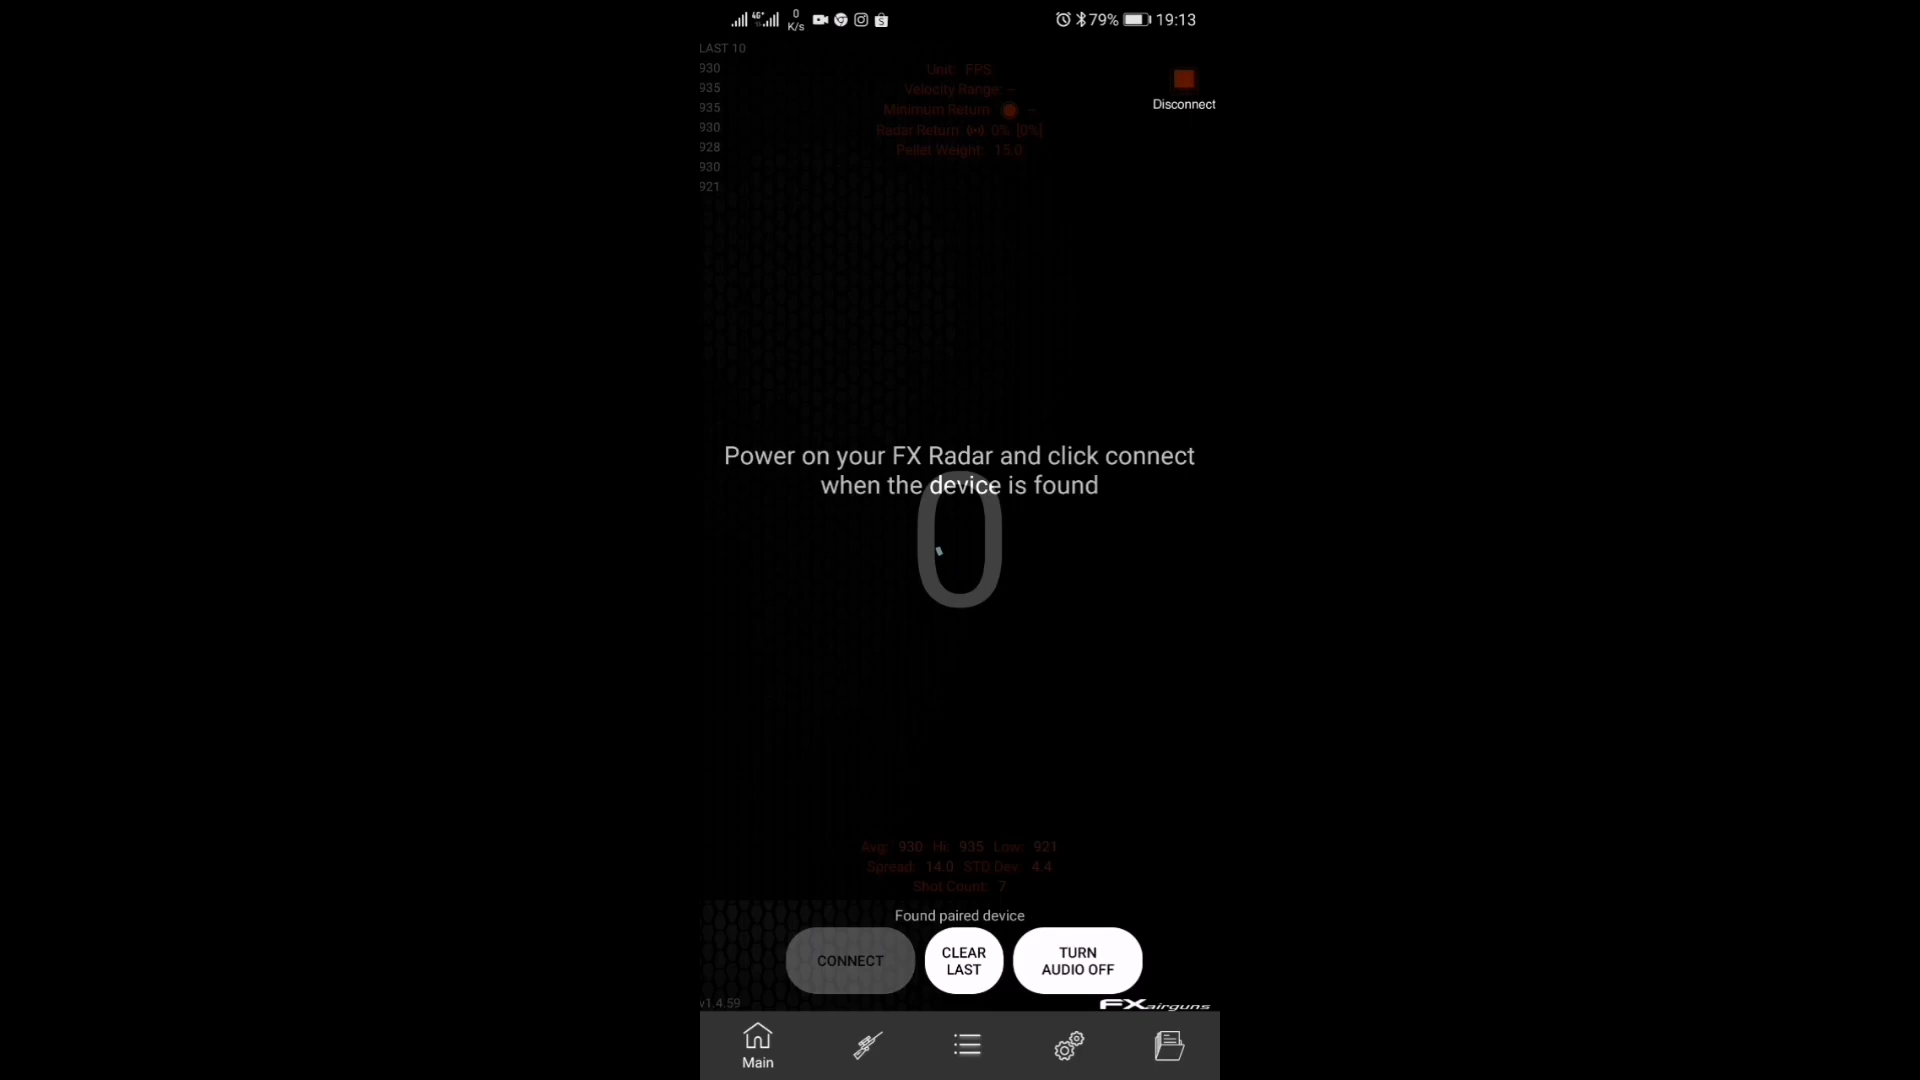 4G+
0
K/s
79%
19:13
LAST 10
930
935
935
930
928
930
921
Unit: FPS
Velocity Range: --
Minimum Return: --
Radar Return: 0% [0%]
Pellet Weight: 15.0
Disconnect
Power on your FX Radar and click connect
when the device is found
0
Avg: 930 Hi: 935 Low: 921
Spread: 14.0 STD Dev: 4.4
Shot Count: 7
Found paired device
CONNECT
CLEAR
LAST
TURN
AUDIO OFF
v1.4.59
FXairguns
Main